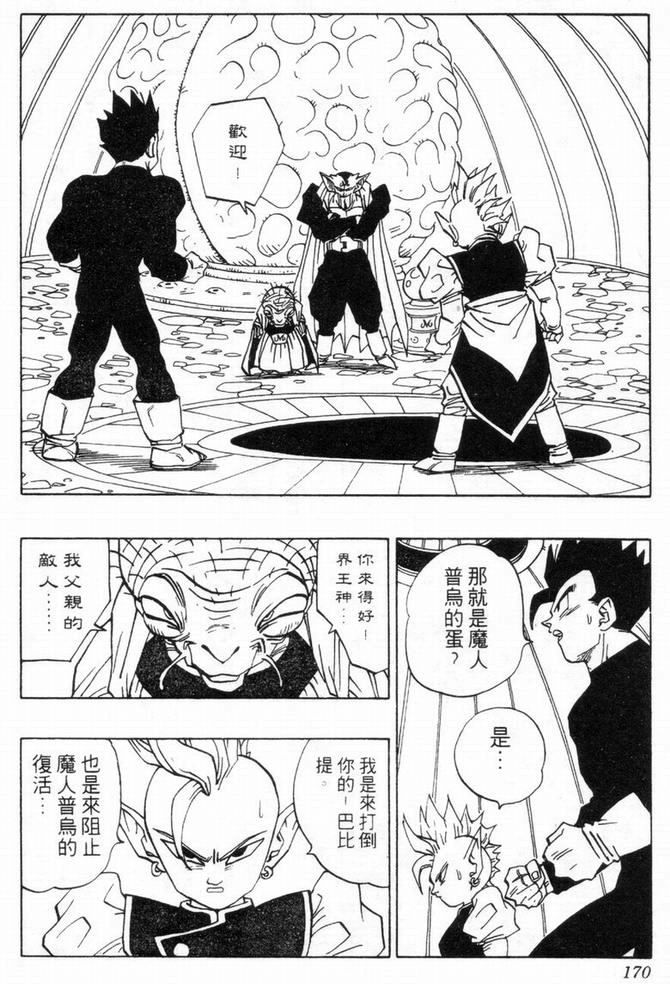 歡迎！
那就是魔人
普烏的蛋？
是…
你來得好！
界王神…
我父親的
敵人……
我是來打倒
你的！巴比
提。
也是來阻止
魔人普烏的
復活…
170